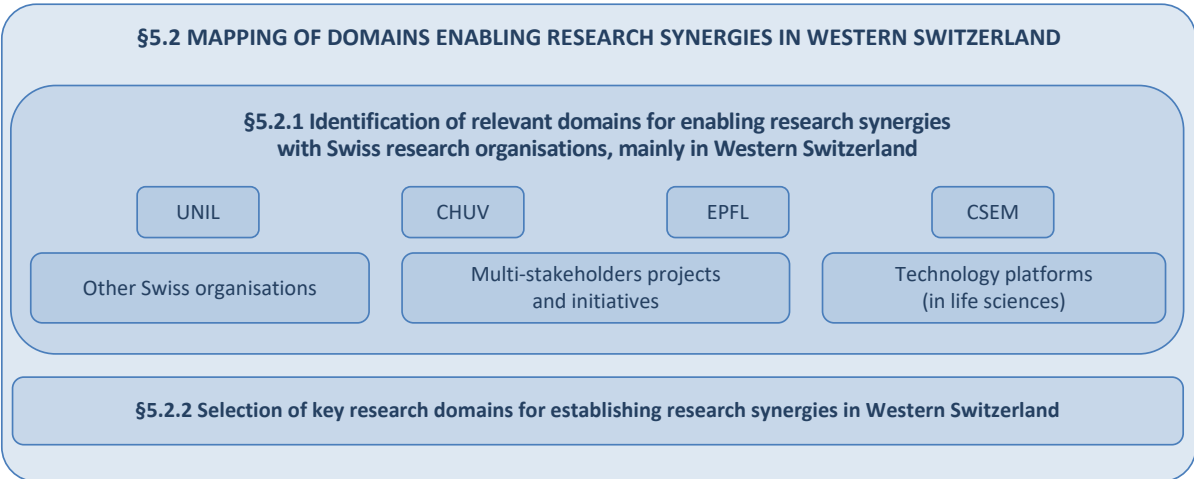 §5.2 MAPPING OF DOMAINS ENABLING RESEARCH SYNERGIES IN WESTERN SWITZERLAND
§5.2.1 Identification of relevant domains for enabling research synergies
with Swiss research organisations, mainly in Western Switzerland
UNIL
CHUV
EPFL
CSEM
Other Swiss organisations
Multi-stakeholders projects
and initiatives
Technology platforms
(in life sciences)
§5.2.2 Selection of key research domains for establishing research synergies in Western Switzerland